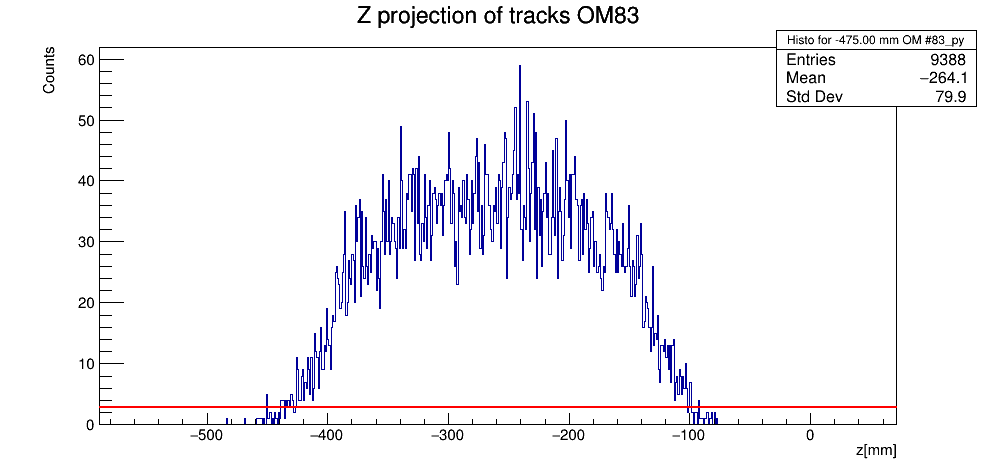 Z projection of tracks OM83
Histo for -475.00 mm OM #83_py
Entries 9388
Mean −264.1
Std Dev 79.9
Counts
60
50
40
30
20
10
0
−500 −400 −300 −200 −100 0
z[mm]